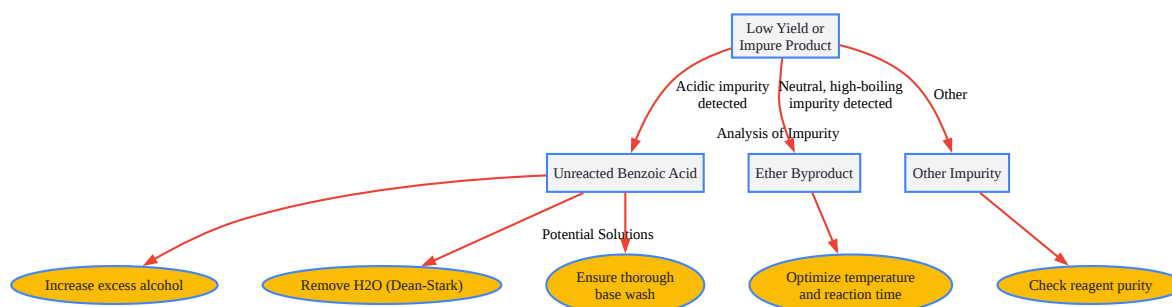 Low Yield or
Impure Product
Acidic impurity
detected
Neutral, high-boiling
impurity detected
Other
Analysis of Impurity
Unreacted Benzoic Acid
Ether Byproduct
Other Impurity
Potential Solutions
Increase excess alcohol
Remove H2O (Dean-Stark)
Ensure thorough
base wash
Optimize temperature
and reaction time
Check reagent purity